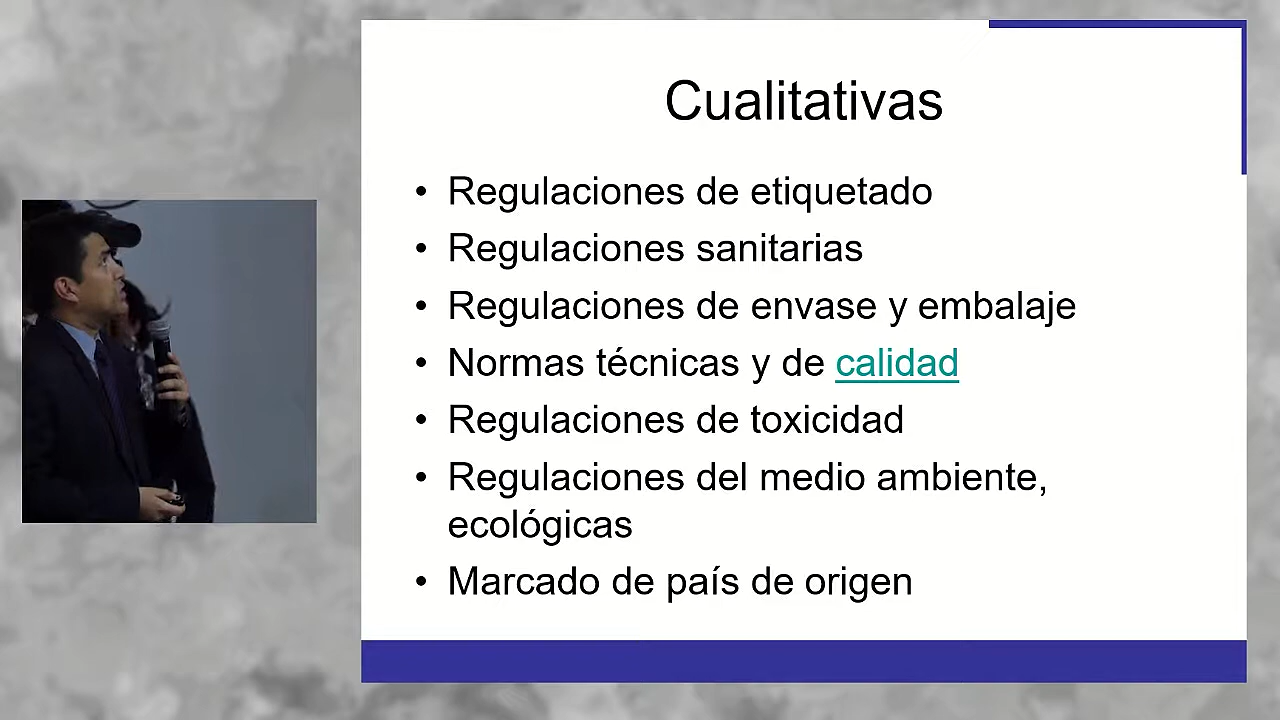 Cualitativas
• Regulaciones de etiquetado
• Regulaciones sanitarias
• Regulaciones de envase y embalaje
• Normas técnicas y de calidad
• Regulaciones de toxicidad
• Regulaciones del medio ambiente,
ecológicas
• Marcado de país de origen